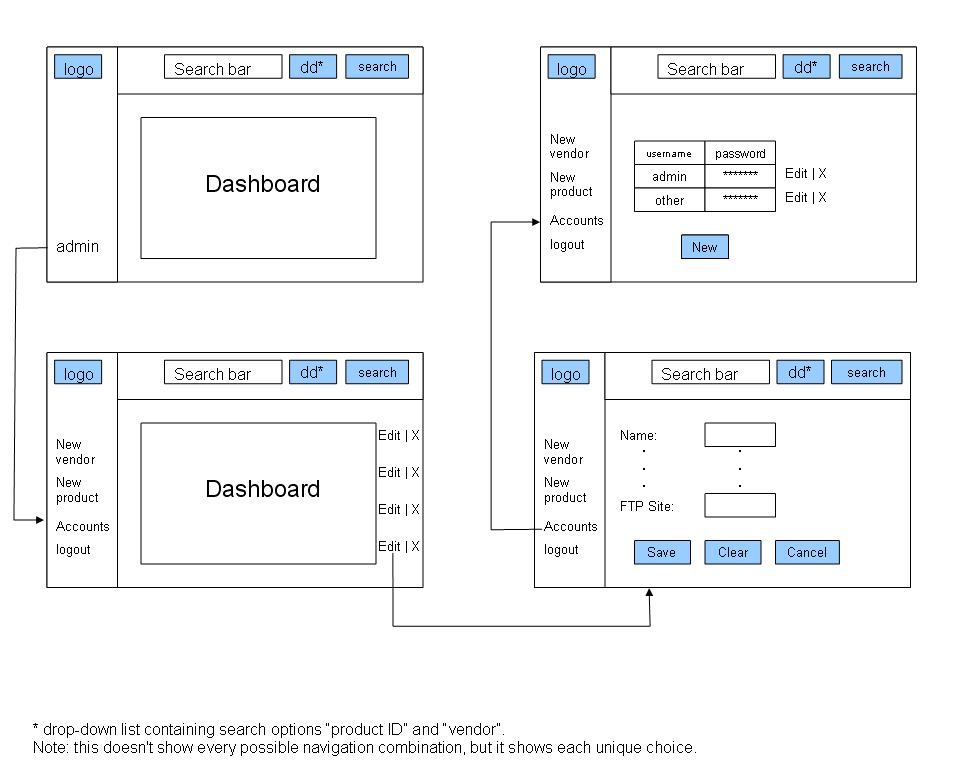 logo Search bar dd* search
Dashboard
admin
logo Search bar dd* search
New
vendor
New
product
Accounts
logout
username password
admin *******  Edit | X
other *******  Edit | X
New
logo Search bar dd* search
New
vendor
New
product
Accounts
logout
Dashboard
Edit | X
Edit | X
Edit | X
Edit | X
logo Search bar dd* search
New
vendor
New
product
Accounts
logout
Name:
FTP Site:
Save Clear Cancel
* drop-down list containing search options “product ID” and “vendor”.
Note: this doesn't show every possible navigation combination, but it shows each unique choice.